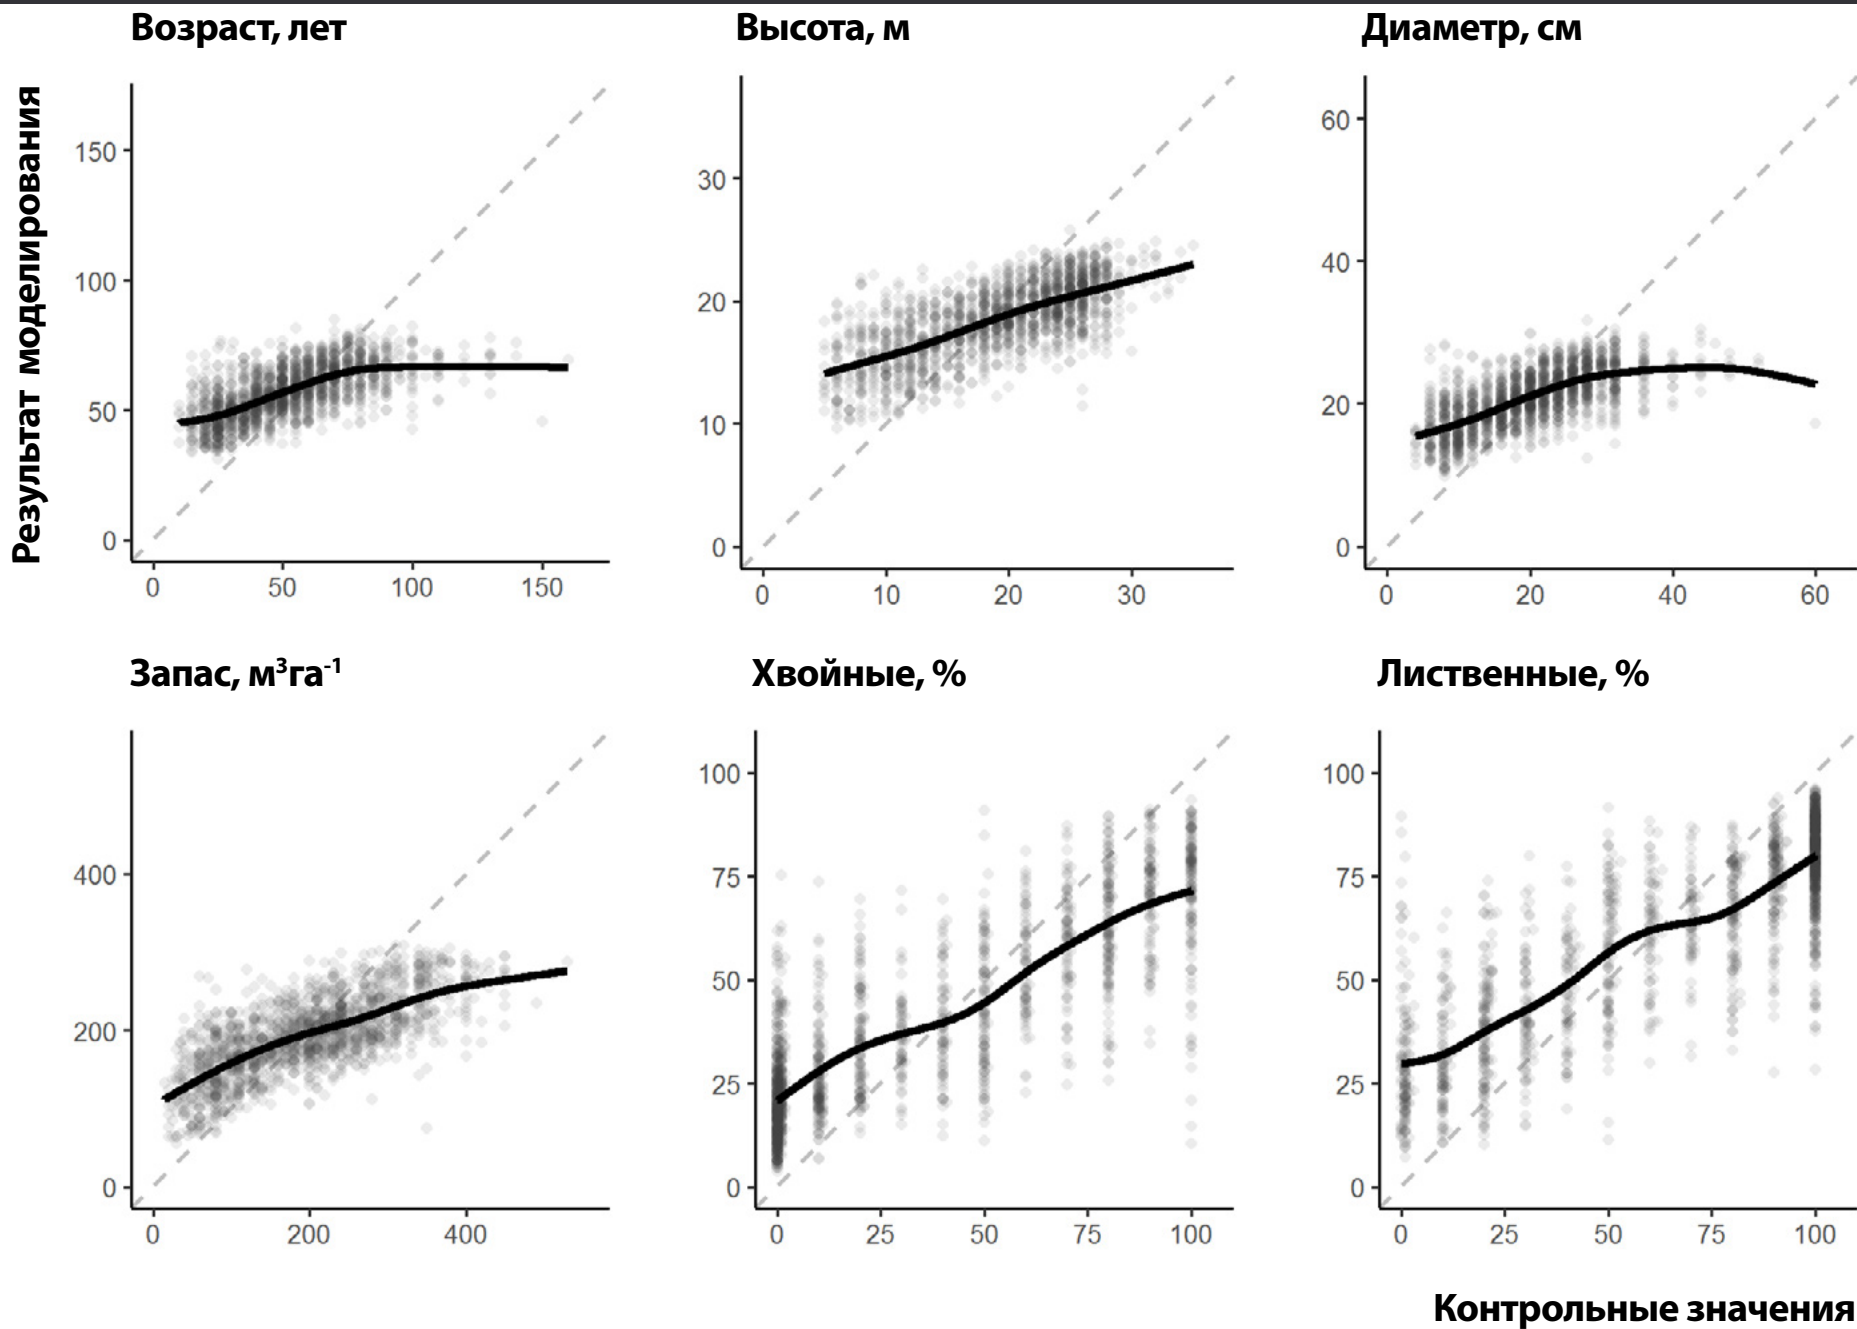 Возраст, лет
Высота, м
Диаметр, см
Результат моделирования
150
100
50
0
0 50 100 150
30
20
10
0
0 10 20 30
60
40
20
0
0 20 40 60
Запас, м³га⁻¹
Хвойные, %
Лиственные, %
400
200
0
0 200 400
100
75
50
25
0
0 25 50 75 100
100
75
50
25
0
0 25 50 75 100
Контрольные значения